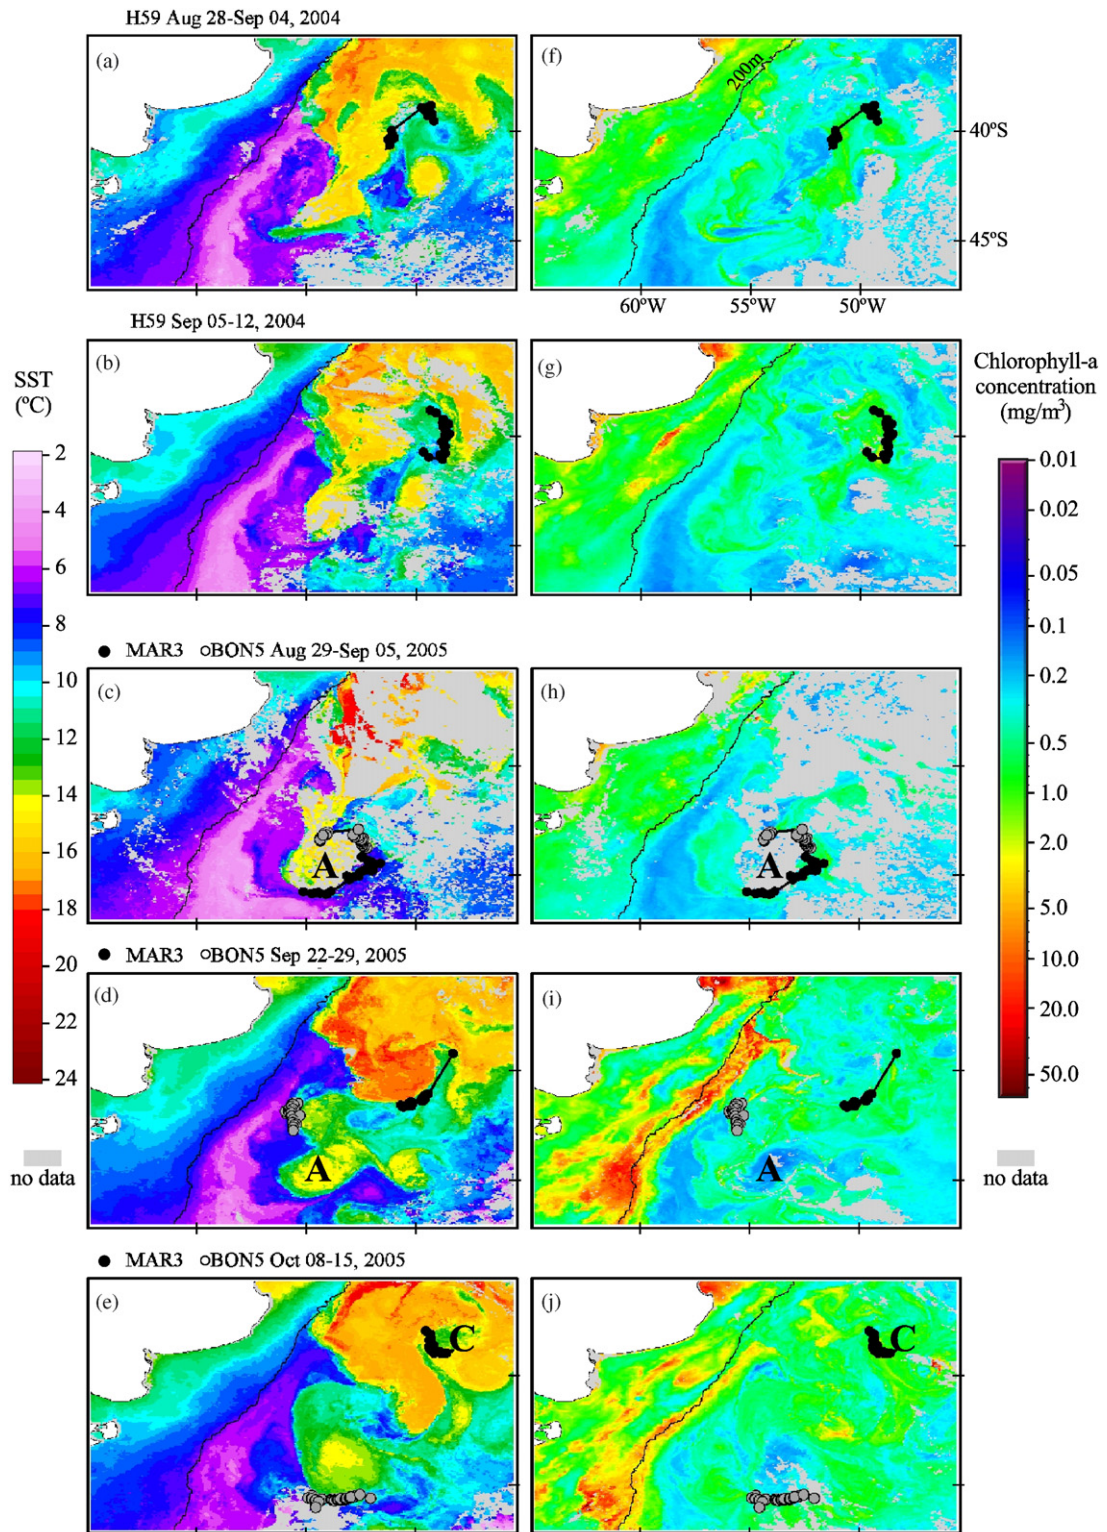 H59 Aug 28-Sep 04, 2004
(a)
(f)
200m
40ºS
45ºS
60ºW
55ºW
50ºW
H59 Sep 05-12, 2004
(b)
(g)
SST
(ºC)
2
4
6
8
10
12
14
16
18
20
22
24
no data
Chlorophyll-a
concentration
(mg/m³)
0.01
0.02
0.05
0.1
0.2
0.5
1.0
2.0
5.0
10.0
20.0
50.0
no data
MAR3 BON5 Aug 29-Sep 05, 2005
(c)
A
(h)
A
MAR3 BON5 Sep 22-29, 2005
(d)
A
(i)
A
MAR3 BON5 Oct 08-15, 2005
(e)
C
(j)
C